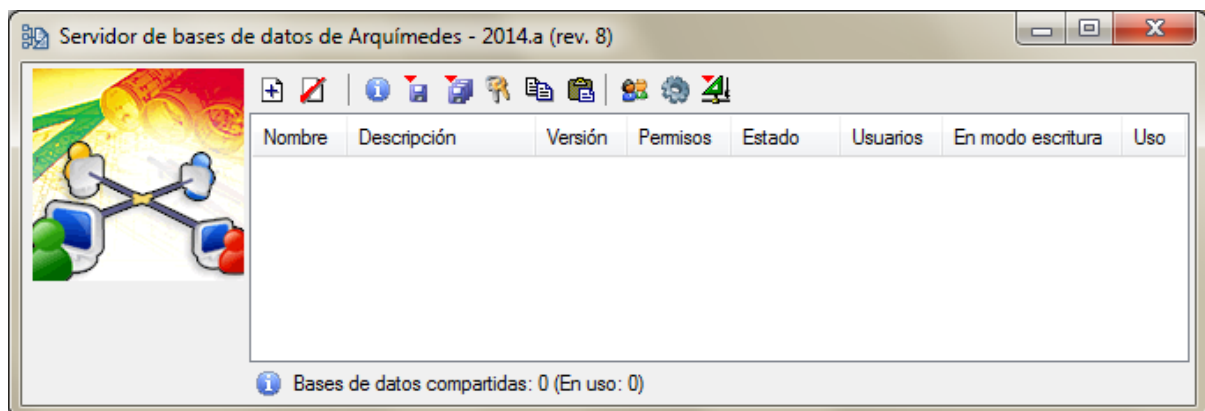 Servidor de bases de datos de Arquímedes - 2014.a (rev. 8)
Nombre Descripción Versión Permisos Estado Usuarios En modo escritura Uso
Bases de datos compartidas: 0 (En uso: 0)